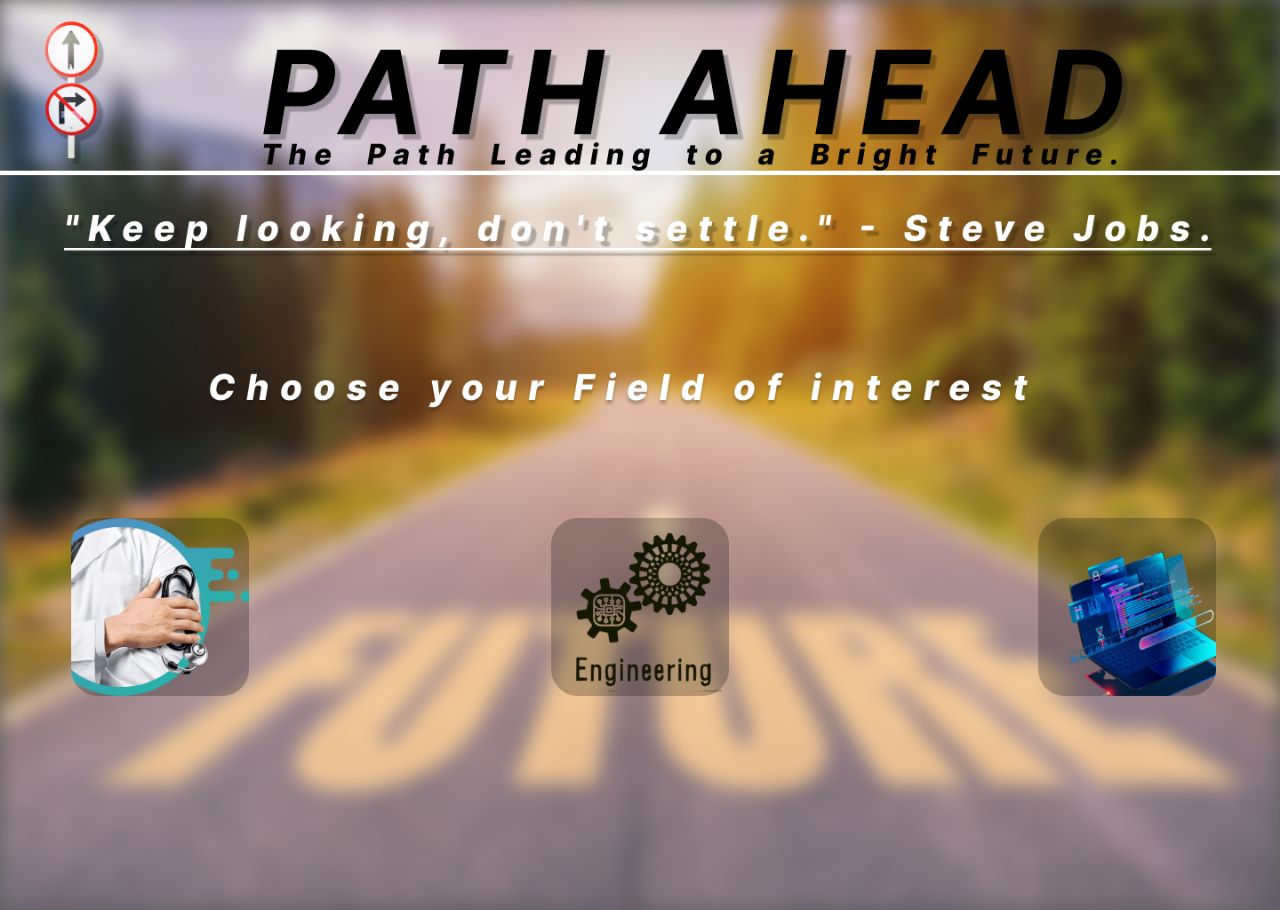 PATH AHEAD
The Path Leading to a Bright Future.
"Keep looking, don't settle." - Steve Jobs.
Choose your Field of interest
Engineering
FUTURE